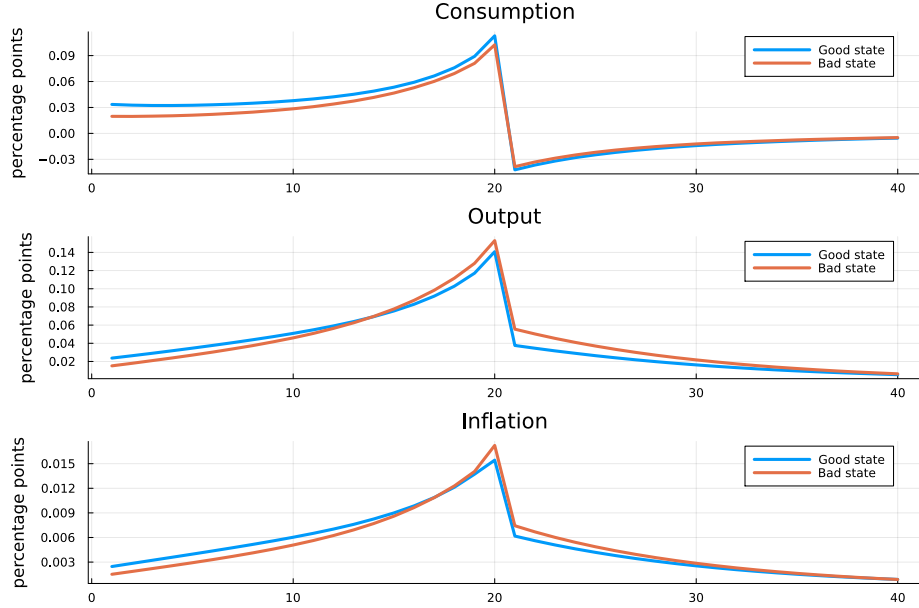 Consumption
percentage points
0.09
0.06
0.03
0.00
−0.03
Good state
Bad state
0 10 20 30 40
Output
percentage points
0.14
0.12
0.10
0.08
0.06
0.04
0.02
Good state
Bad state
0 10 20 30 40
Inflation
percentage points
0.015
0.012
0.009
0.006
0.003
Good state
Bad state
0 10 20 30 40